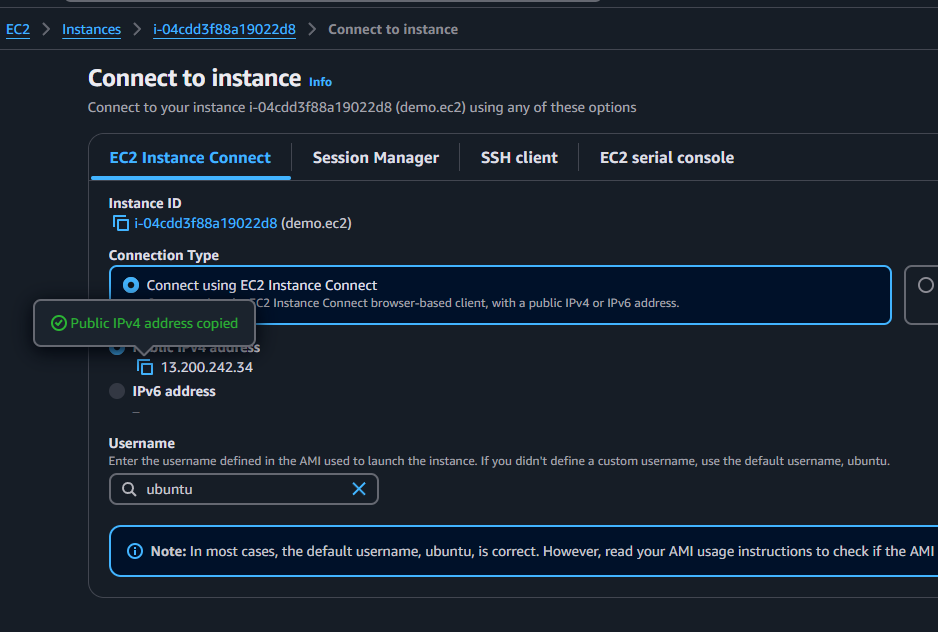 EC2 > Instances > i-04cdd3f88a19022d8 > Connect to instance
Connect to instance Info
Connect to your instance i-04cdd3f88a19022d8 (demo.ec2) using any of these options
EC2 Instance Connect Session Manager SSH client EC2 serial console
Instance ID
i-04cdd3f88a19022d8 (demo.ec2)
Connection Type
Connect using EC2 Instance Connect
EC2 Instance Connect browser-based client, with a public IPv4 or IPv6 address.
Public IPv4 address copied
Public IPv4 address
13.200.242.34
IPv6 address
–
Username
Enter the username defined in the AMI used to launch the instance. If you didn't define a custom username, use the default username, ubuntu.
ubuntu
Note: In most cases, the default username, ubuntu, is correct. However, read your AMI usage instructions to check if the AMI